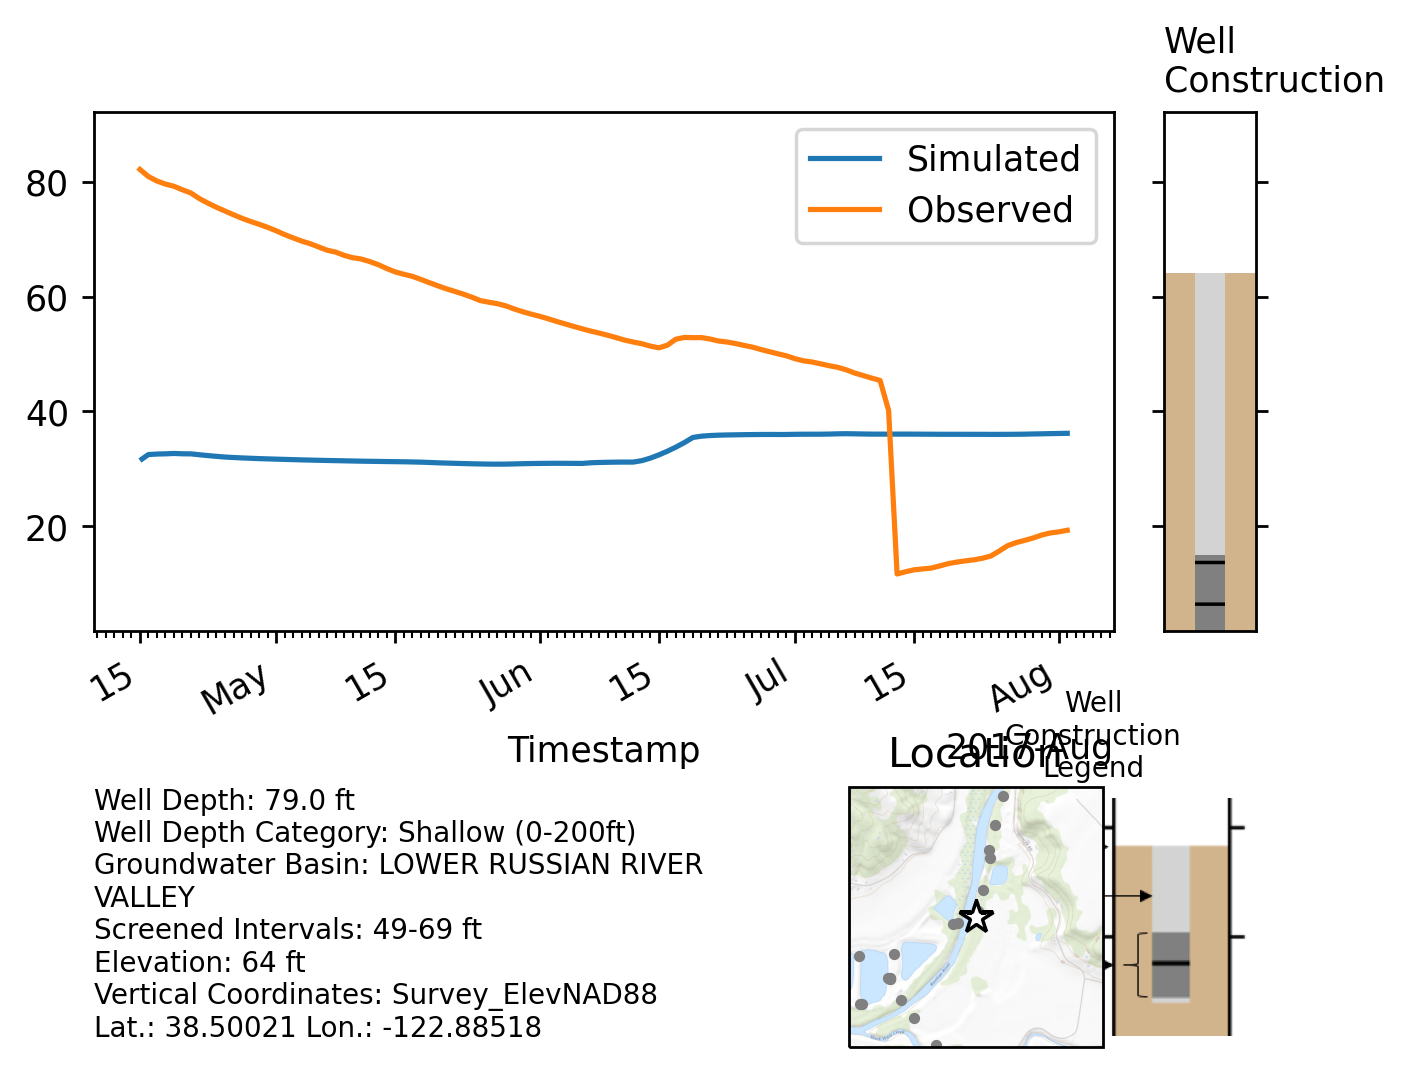 Well
Construction
Simulated
Observed
80
60
40
20
15
May
15
Jun
15
Jul
15
Aug
Timestamp
2017-Aug
Location
Well
Construction
Legend
Well Depth: 79.0 ft
Well Depth Category: Shallow (0-200ft)
Groundwater Basin: LOWER RUSSIAN RIVER
VALLEY
Screened Intervals: 49-69 ft
Elevation: 64 ft
Vertical Coordinates: Survey_ElevNAD88
Lat.: 38.50021 Lon.: -122.88518